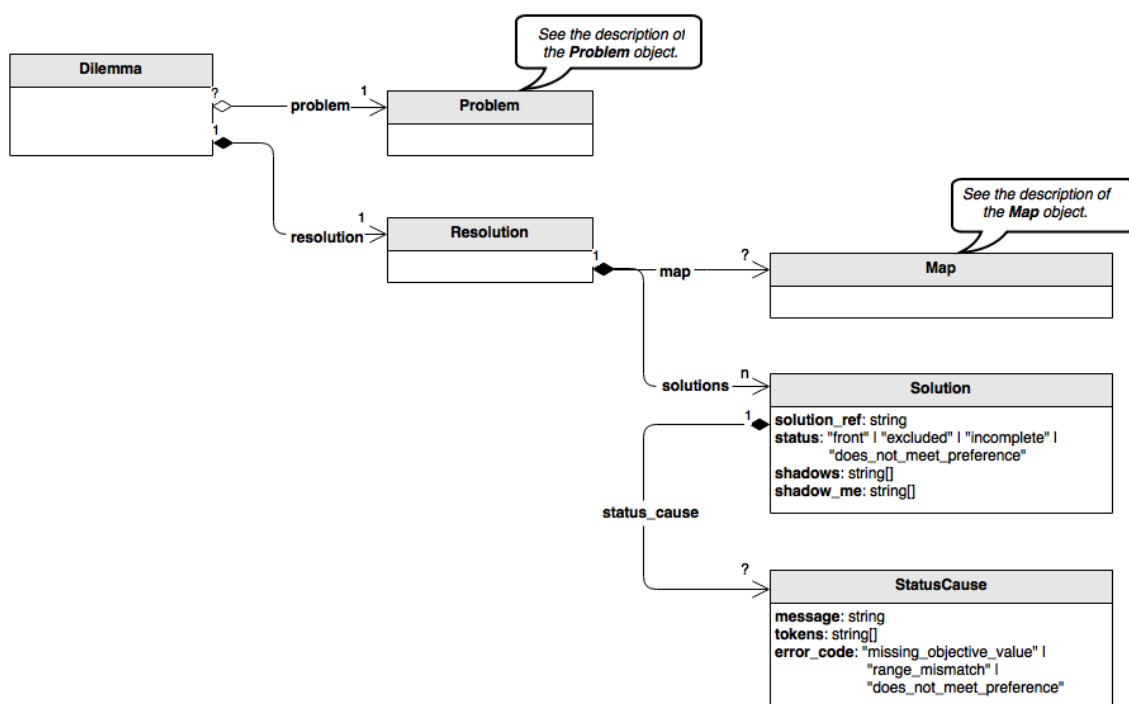 See the description of
the Problem object.
Dilemma
?
problem
1
Problem
1
resolution
1
Resolution
See the description of
the Map object.
1
map
?
Map
solutions
n
Solution
solution_ref: string
status: "front" | "excluded" | "incomplete" |
"does_not_meet_preference"
shadows: string[]
shadow_me: string[]
1
status_cause
?
StatusCause
message: string
tokens: string[]
error_code: "missing_objective_value" |
"range_mismatch" |
"does_not_meet_preference"